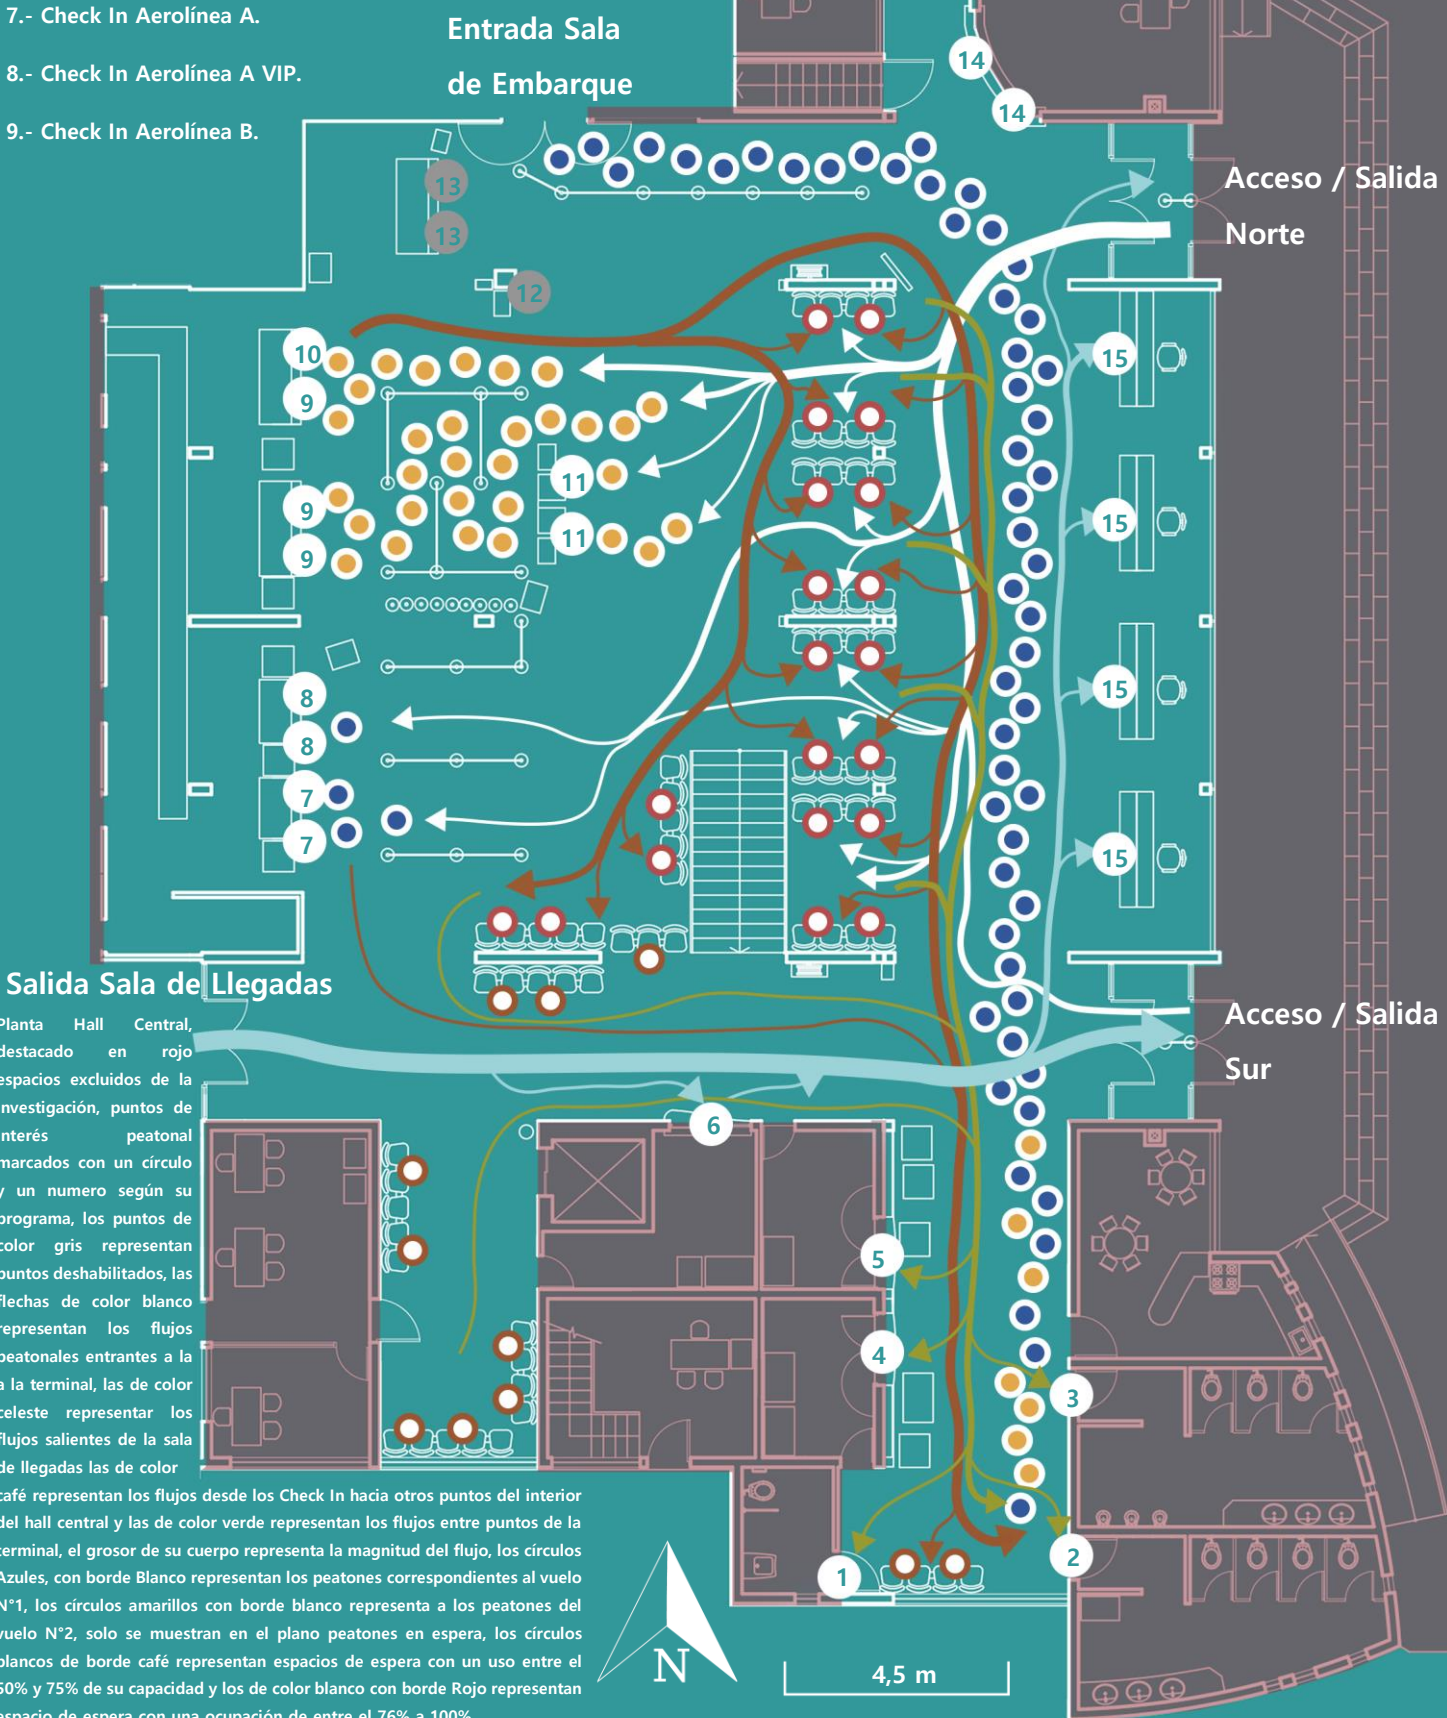 7.- Check In Aerolínea A.
8.- Check In Aerolínea A VIP.
9.- Check In Aerolínea B.
Entrada Sala
de Embarque
14
14
13
13
12
Acceso / Salida
Norte
10
9
9
9
11
11
8
8
7
7
15
15
15
15
Salida Sala de Llegadas
Planta Hall Central,
destacado en rojo
espacios excluidos de la
investigación, puntos de
interés peatonal
marcados con un círculo
y un numero según su
programa, los puntos de
color gris representan
puntos deshabilitados, las
flechas de color blanco
representan los flujos
peatonales entrantes a la
a la terminal, las de color
celeste representar los
flujos salientes de la sala
de llegadas las de color
café representan los flujos desde los Check In hacia otros puntos del interior
del hall central y las de color verde representan los flujos entre puntos de la
terminal, el grosor de su cuerpo representa la magnitud del flujo, los círculos
Azules, con borde Blanco representan los peatones correspondientes al vuelo
N°1, los círculos amarillos con borde blanco representa a los peatones del
vuelo N°2, solo se muestran en el plano peatones en espera, los círculos
blancos de borde café representan espacios de espera con un uso entre el
50% y 75% de su capacidad y los de color blanco con borde Rojo representan
espacio de espera con una ocupación de entre el 76% a 100%
Acceso / Salida
Sur
6
5
4
3
2
1
N
4,5 m